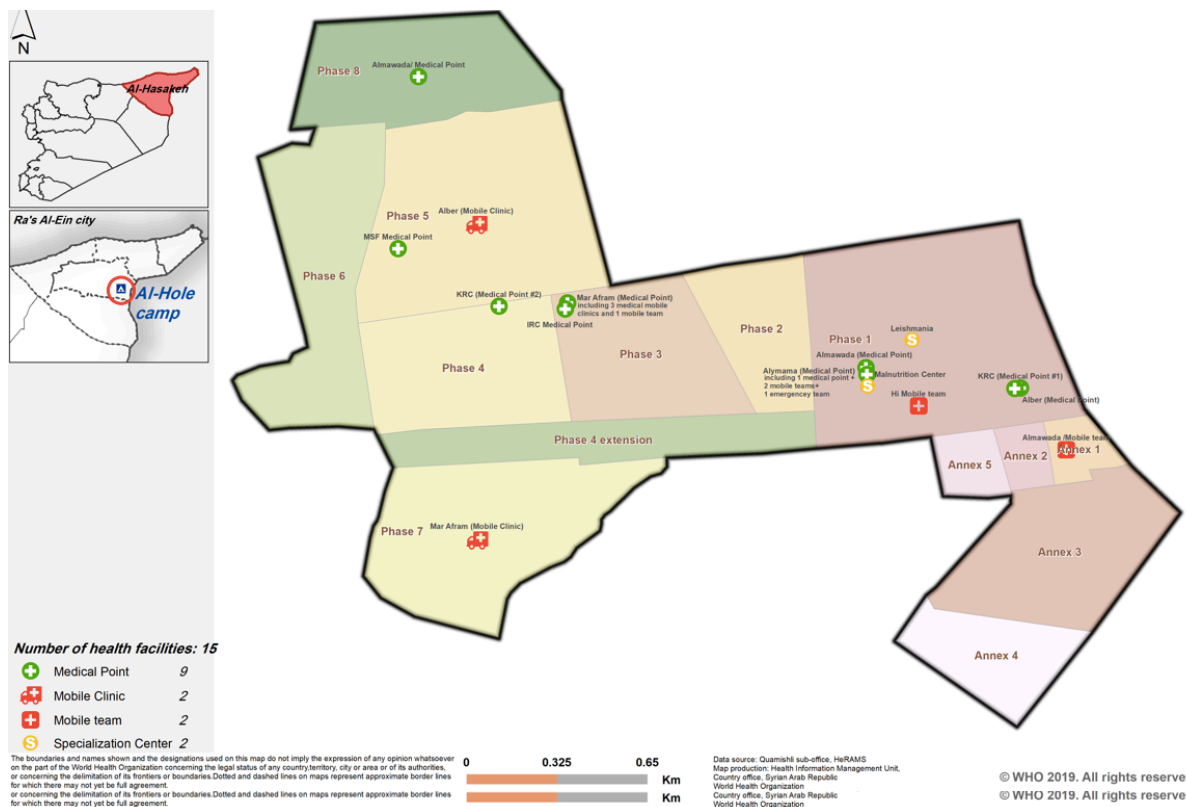 N
Al-Hasakeh
Ra's Al-Ein city
Al-Hole
camp
Number of health facilities: 15
Medical Point 9
Mobile Clinic 2
Mobile team 2
Specialization Center 2
Phase 8
Almawada/ Medical Point
Phase 5
Alber (Mobile Clinic)
MSF Medical Point
Phase 6
KRC (Medical Point #2)
Mar Afram (Medical Point)
including 3 medical mobile
clinics and 1 mobile team
IRC Medical Point
Phase 4
Phase 3
Phase 2
Phase 1
Leishmania
Almawada (Medical Point)
Alymama (Medical Point)
including 1 medical point +
2 mobile teams+
1 emergencey team
Malnutrition Center
Hi Mobile team
KRC (Medical Point #1)
Alber (Medical Point)
Phase 4 extension
Almawada /Mobile team
Annex 1
Annex 2
Annex 5
Annex 3
Annex 4
Phase 7
Mar Afram (Mobile Clinic)
The boundaries and names shown and the designations used on this map do not imply the expression of any opinion whatsoever
on the part of the World Health Organization concerning the legal status of any country,territory, city or area or of its authorities,
or concerning the delimitation of its frontiers or boundaries.Dotted and dashed lines on maps represent approximate border lines
for which there may not yet be full agreement.
or concerning the delimitation of its frontiers or boundaries.Dotted and dashed lines on maps represent approximate border lines
for which there may not yet be full agreement.
0 0.325 0.65
Km
Km
Data source: Quamishli sub-office, HeRAMS
Map production: Health Information Management Unit,
Country office, Syrian Arab Republic
World Health Organization
Country office, Syrian Arab Republic
World Health Organization
© WHO 2019. All rights reserve
© WHO 2019. All rights reserve